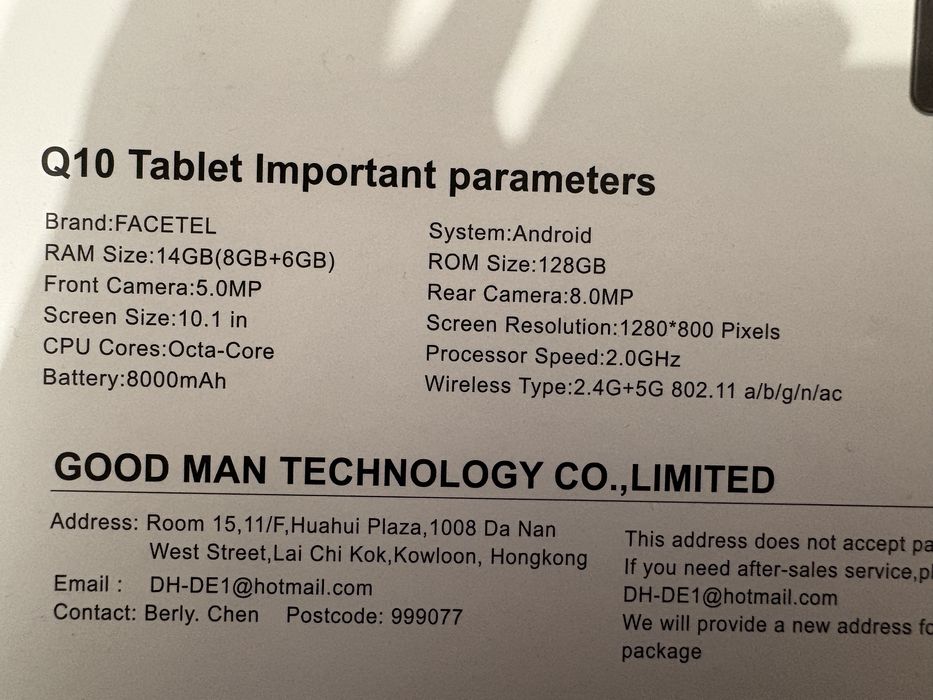 Q10 Tablet Important parameters
Brand:FACETEL
RAM Size:14GB(8GB+6GB)
Front Camera:5.0MP
Screen Size:10.1 in
CPU Cores:Octa-Core
Battery:8000mAh
System:Android
ROM Size:128GB
Rear Camera:8.0MP
Screen Resolution:1280*800 Pixels
Processor Speed:2.0GHz
Wireless Type:2.4G+5G 802.11 a/b/g/n/ac
GOOD MAN TECHNOLOGY CO.,LIMITED
Address: Room 15,11/F,Huahui Plaza,1008 Da Nan
West Street,Lai Chi Kok,Kowloon, Hongkong
Email : DH-DE1@hotmail.com
Contact: Berly. Chen Postcode: 999077
This address does not accept
If you need after-sales service,
DH-DE1@hotmail.com
We will provide a new address
package